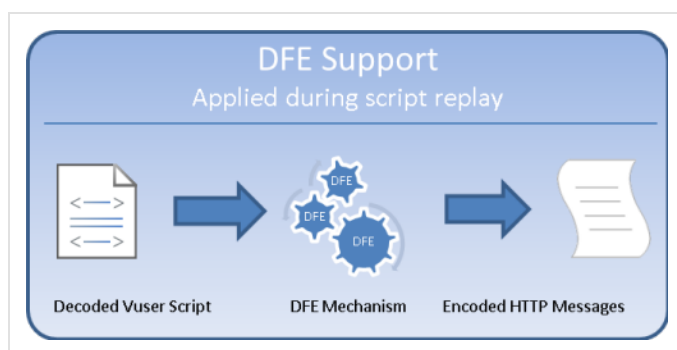 DFE Support
Applied during script replay
<—>
<—>
DFE
DFE
DFE
Decoded Vuser Script
DFE Mechanism
Encoded HTTP Messages